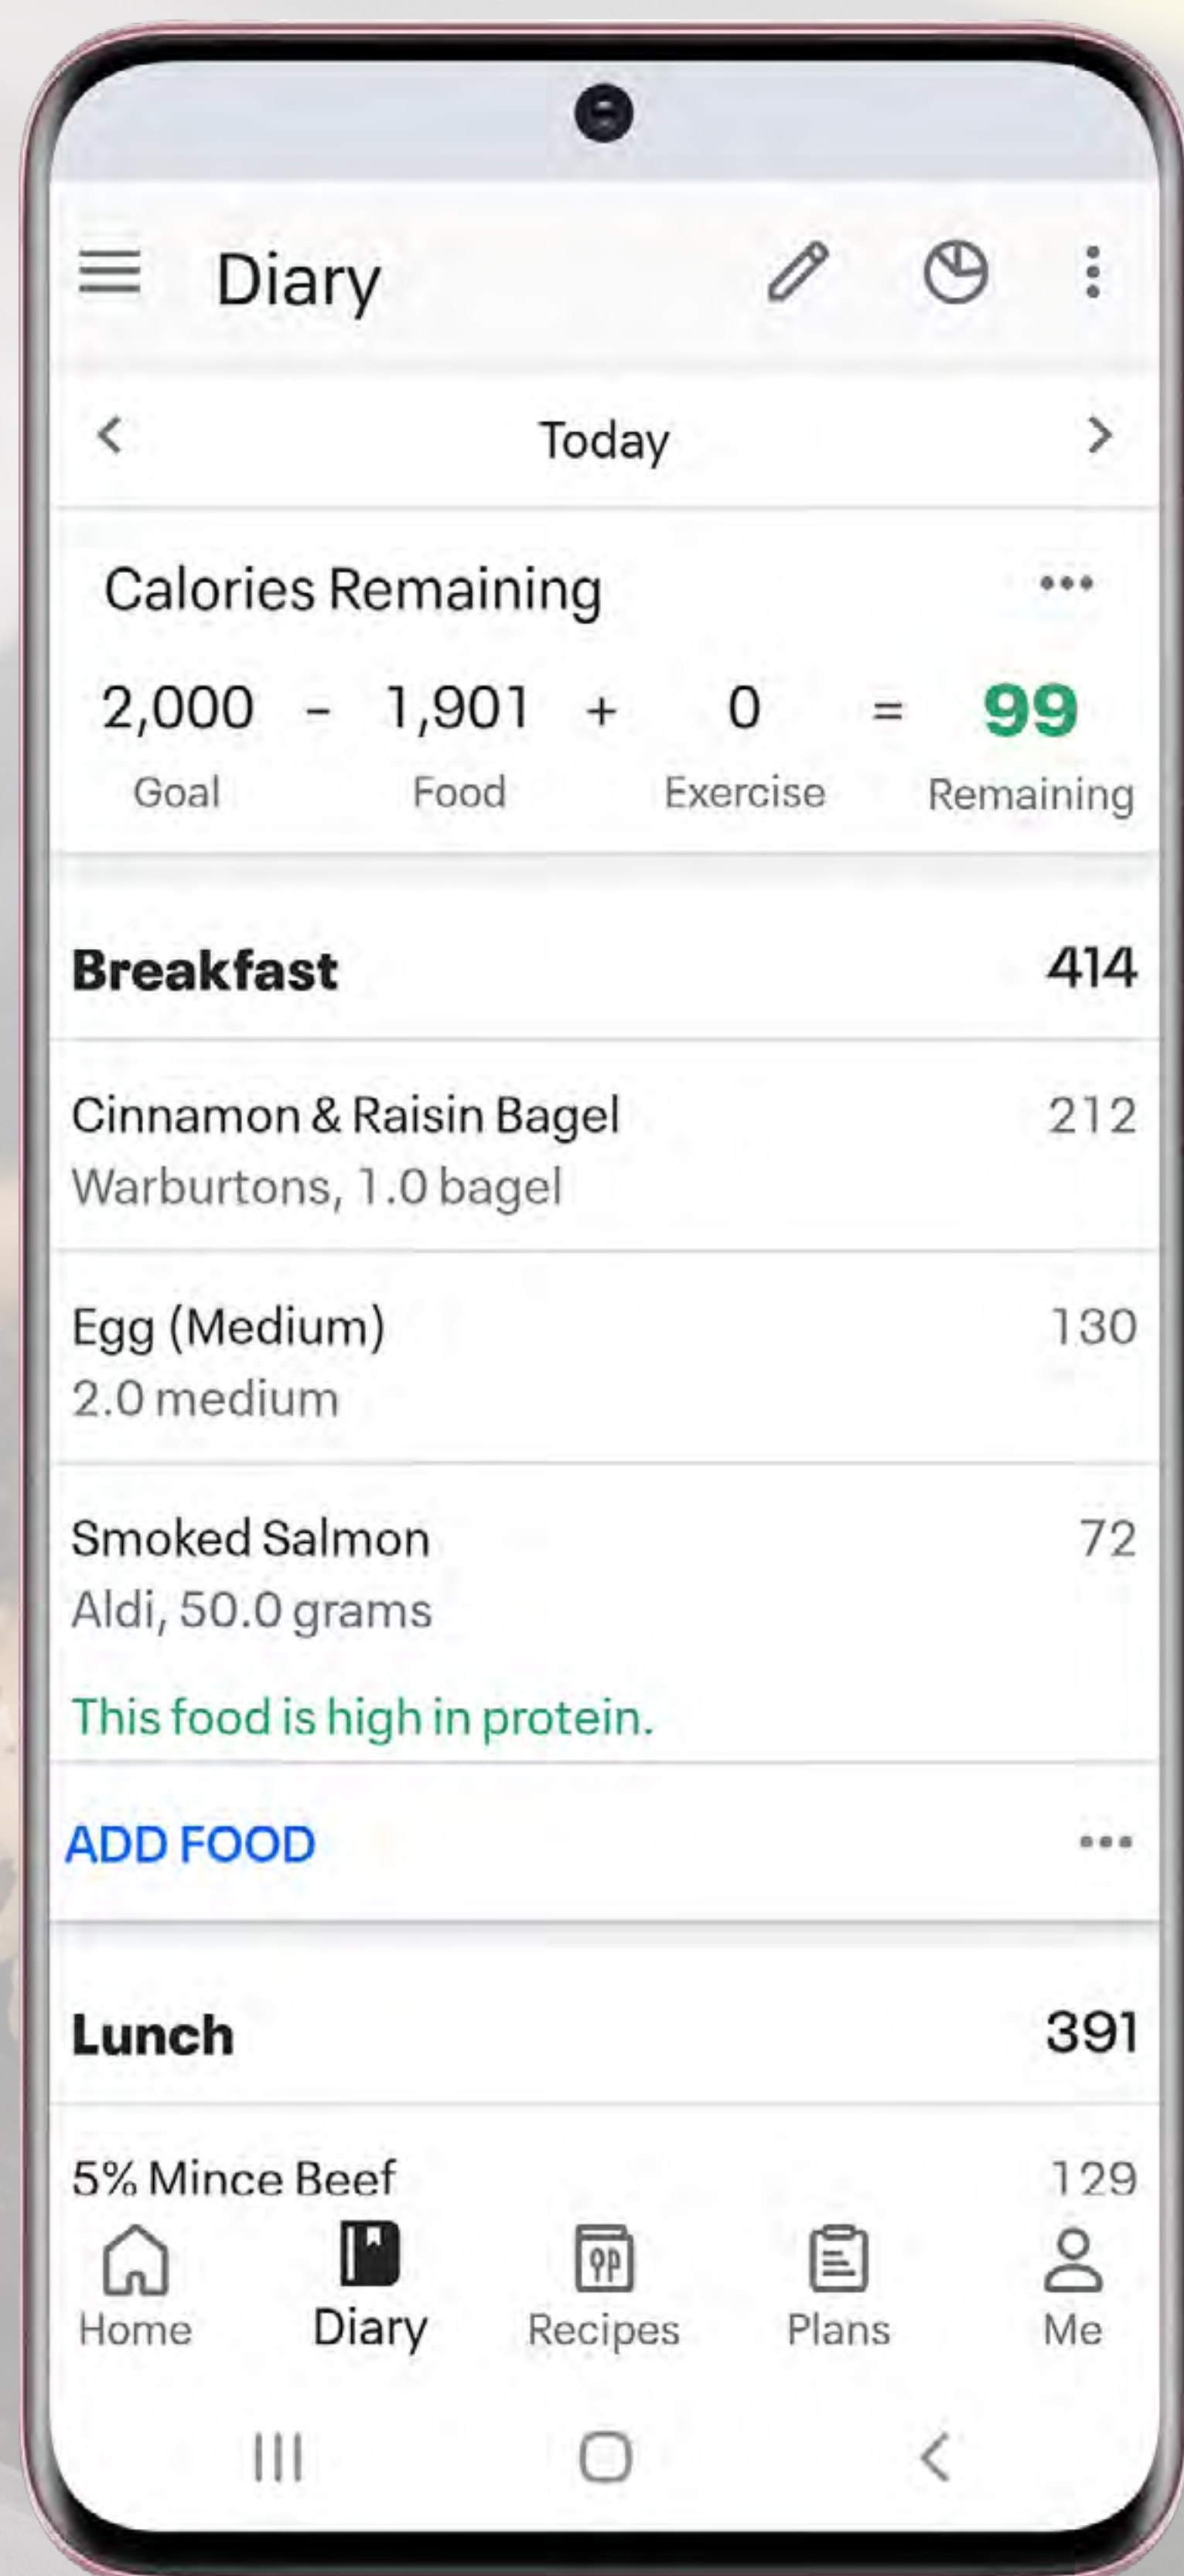 Diary
Today
Calories Remaining
2,000 - 1,901 + 0 = 99
Goal Food Exercise Remaining
Breakfast 414
Cinnamon & Raisin Bagel 212
Warburtons, 1.0 bagel
Egg (Medium) 130
2.0 medium
Smoked Salmon 72
Aldi, 50.0 grams
This food is high in protein.
ADD FOOD
Lunch 391
5% Mince Beef 129
Home Diary Recipes Plans Me